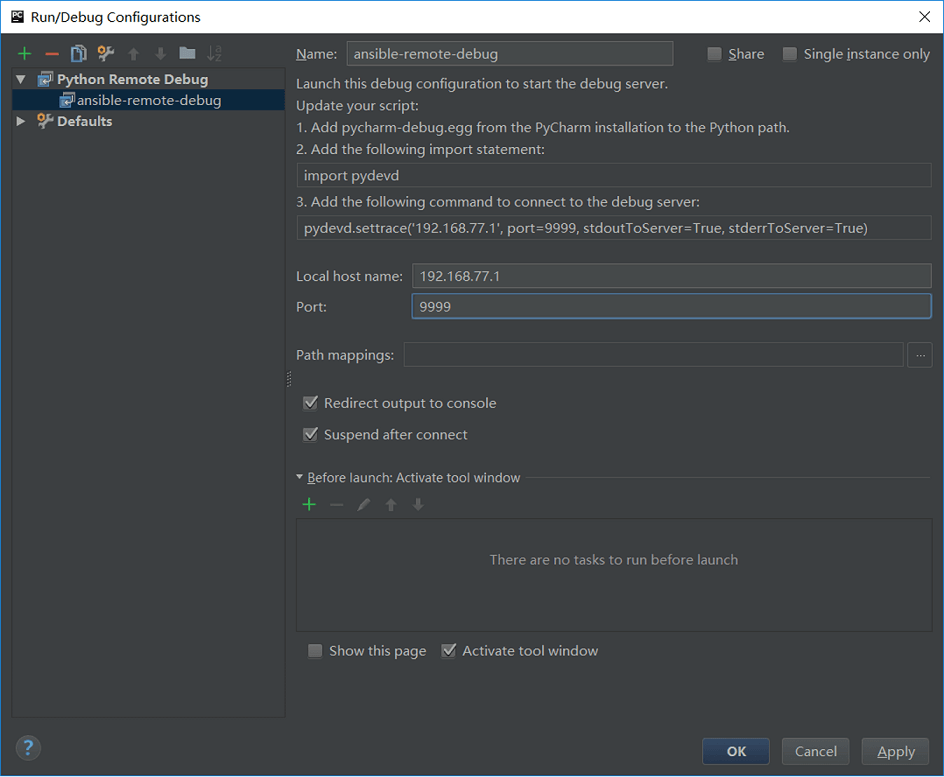 PC Run/Debug Configurations
Name: ansible-remote-debug Share Single instance only
Python Remote Debug
ansible-remote-debug
Defaults
Launch this debug configuration to start the debug server.
Update your script:
1. Add pycharm-debug.egg from the PyCharm installation to the Python path.
2. Add the following import statement:
import pydevd
3. Add the following command to connect to the debug server:
pydevd.settrace('192.168.77.1', port=9999, stdoutToServer=True, stderrToServer=True)
Local host name: 192.168.77.1
Port: 9999
Path mappings: ...
Redirect output to console
Suspend after connect
Before launch: Activate tool window
There are no tasks to run before launch
Show this page Activate tool window
? OK Cancel Apply